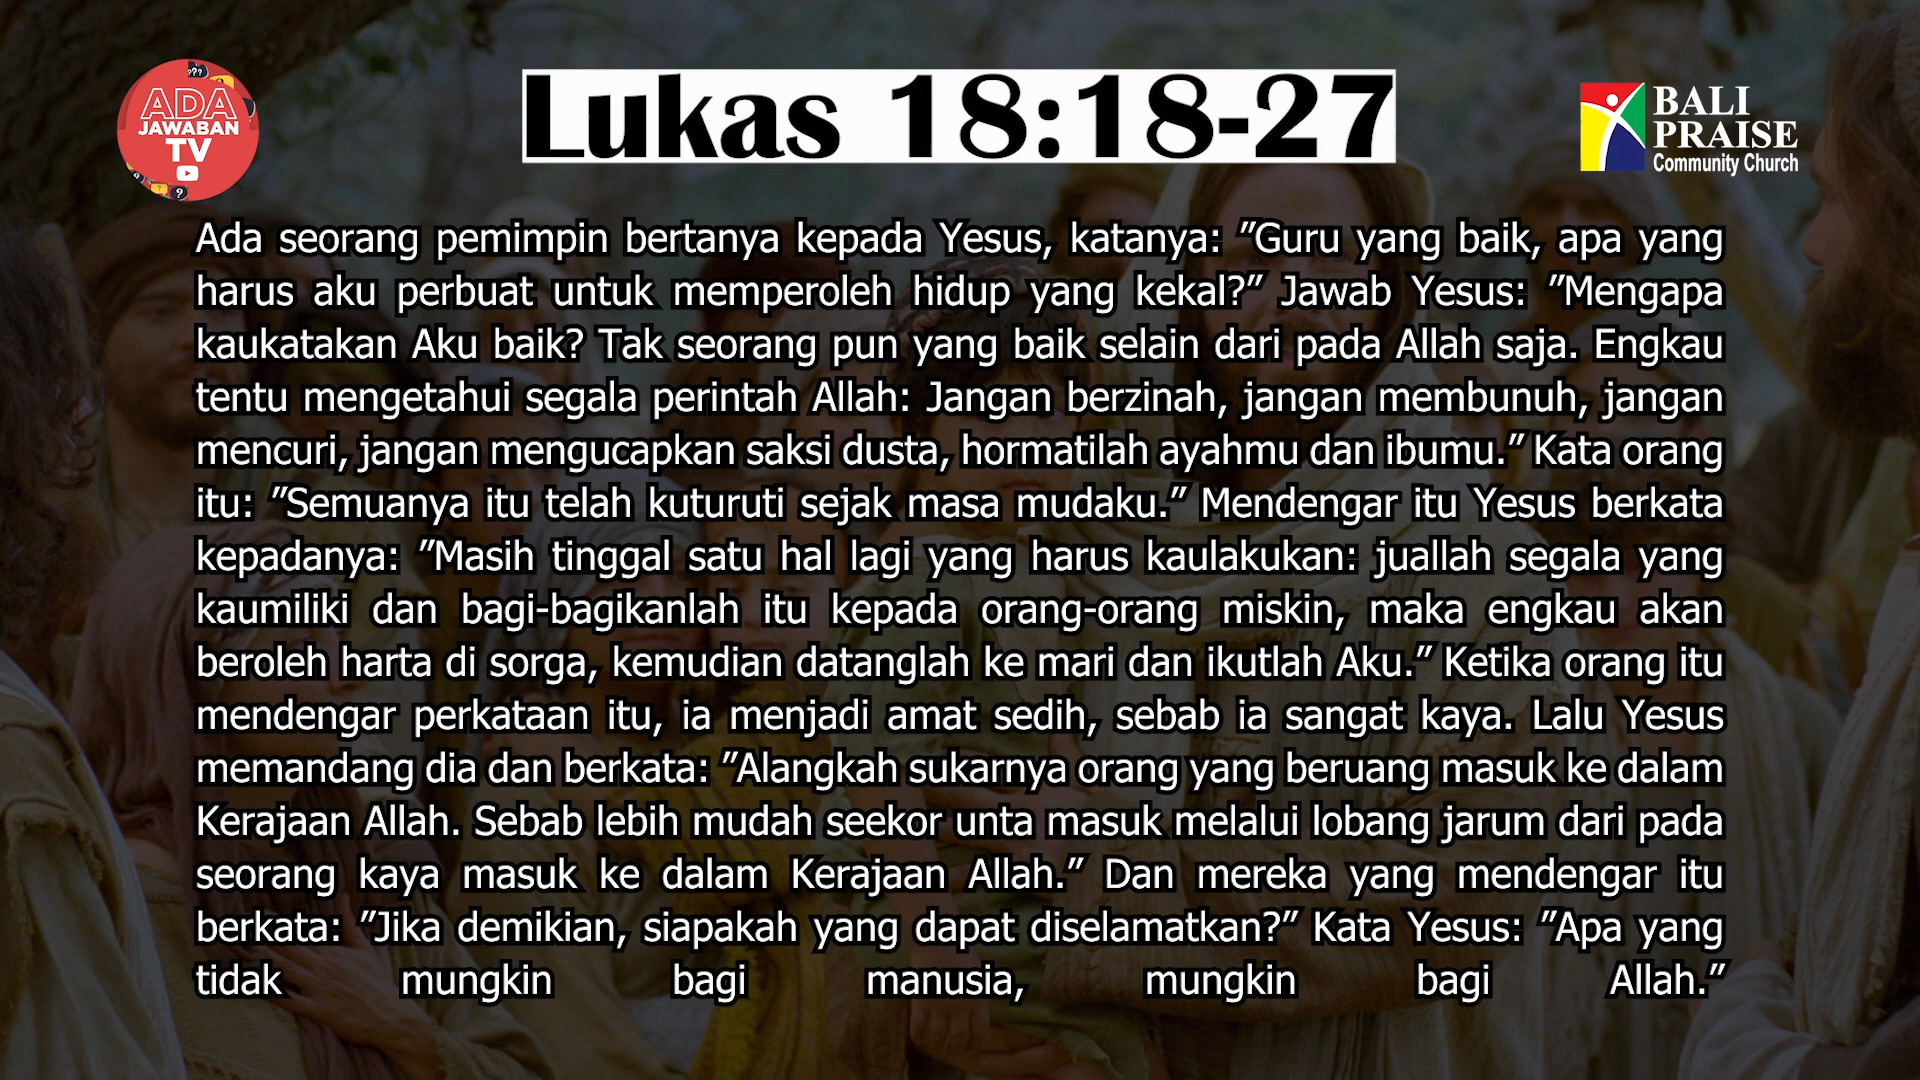 ADA
JAWABAN
TV
Lukas 18:18-27
BALI
PRAISE
Community Church
Ada seorang pemimpin bertanya kepada Yesus, katanya: ”Guru yang baik, apa yang
harus aku perbuat untuk memperoleh hidup yang kekal?” Jawab Yesus: ”Mengapa
kaukatakan Aku baik? Tak seorang pun yang baik selain dari pada Allah saja. Engkau
tentu mengetahui segala perintah Allah: Jangan berzinah, jangan membunuh, jangan
mencuri, jangan mengucapkan saksi dusta, hormatilah ayahmu dan ibumu.” Kata orang
itu: ”Semuanya itu telah kuturuti sejak masa mudaku.” Mendengar itu Yesus berkata
kepadanya: ”Masih tinggal satu hal lagi yang harus kaulakukan: juallah segala yang
kaumiliki dan bagi-bagikanlah itu kepada orang-orang miskin, maka engkau akan
beroleh harta di sorga, kemudian datanglah ke mari dan ikutlah Aku.” Ketika orang itu
mendengar perkataan itu, ia menjadi amat sedih, sebab ia sangat kaya. Lalu Yesus
memandang dia dan berkata: ”Alangkah sukarnya orang yang beruang masuk ke dalam
Kerajaan Allah. Sebab lebih mudah seekor unta masuk melalui lobang jarum dari pada
seorang kaya masuk ke dalam Kerajaan Allah.” Dan mereka yang mendengar itu
berkata: ”Jika demikian, siapakah yang dapat diselamatkan?” Kata Yesus: ”Apa yang
tidak mungkin bagi manusia, mungkin bagi Allah.”